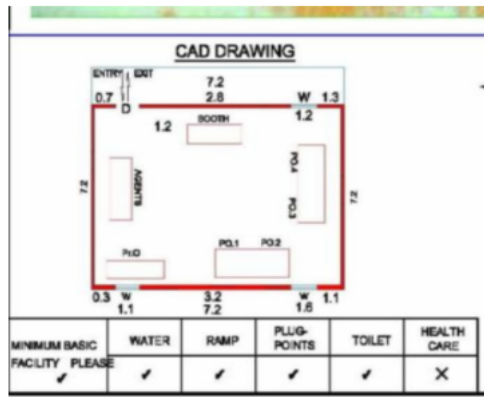 CAD DRAWING
ENTRY EXIT
7.2
0.7 2.8 W 1.3
D 1.2
1.2 BOOTH
AGENTS
PO.4
PO.3
7.2 7.2
Pr.O PO.1 PO.2
0.3 W 3.2 W 1.1
1.1 7.2 1.6
MINIMUM BASIC FACILITY PLEASE ✓
WATER RAMP PLUG-POINTS TOILET HEALTH CARE
✓ ✓ ✓ ✓ X